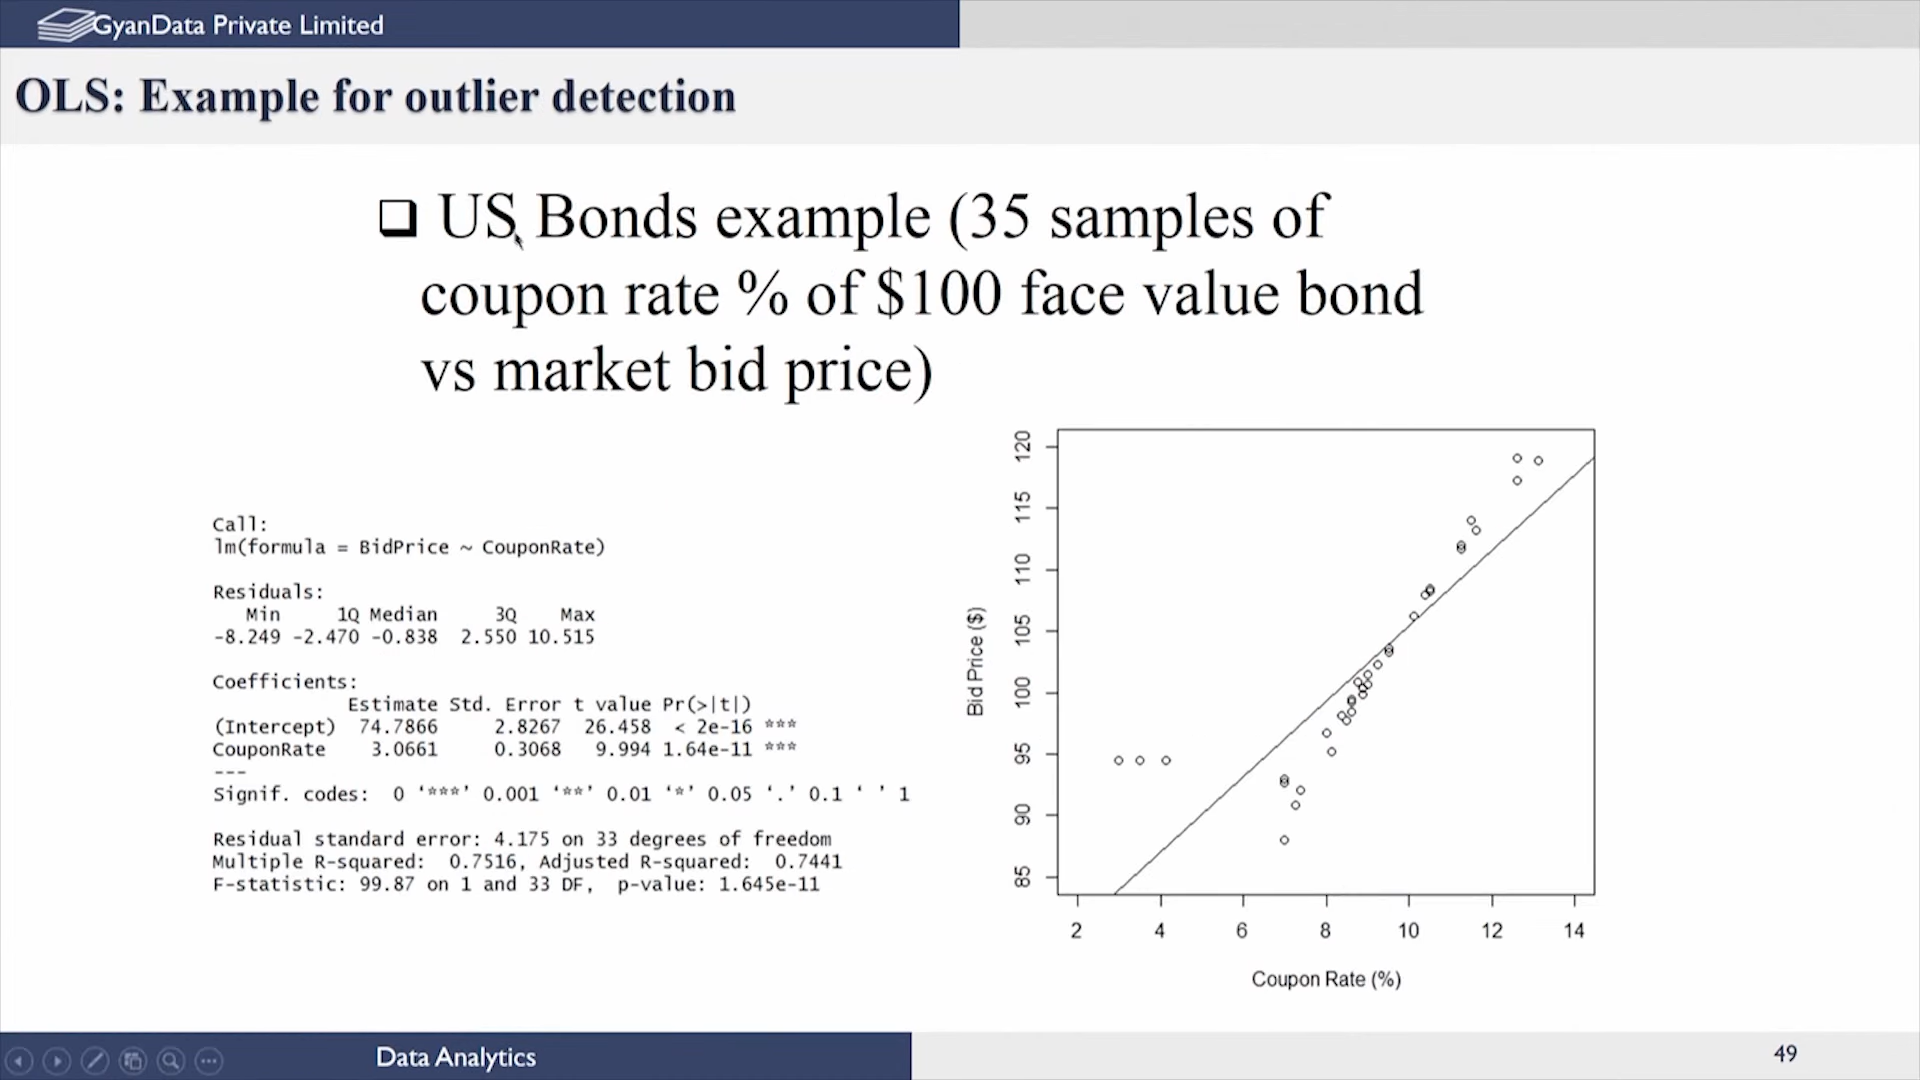 GyanData Private Limited
OLS: Example for outlier detection
US Bonds example (35 samples of
coupon rate % of $100 face value bond
vs market bid price)
Call:
lm(formula = BidPrice ~ CouponRate)
Residuals:
Min 1Q Median 3Q Max
-8.249 -2.470 -0.838 2.550 10.515
Coefficients:
Estimate Std. Error t value Pr(>|t|)
(Intercept) 74.7866 2.8267 26.458 < 2e-16 ***
CouponRate 3.0661 0.3068 9.994 1.64e-11 ***
---
Signif. codes: 0 ‘***’ 0.001 ‘**’ 0.01 ‘*’ 0.05 ‘.’ 0.1 ‘ ’ 1
Residual standard error: 4.175 on 33 degrees of freedom
Multiple R-squared: 0.7516, Adjusted R-squared: 0.7441
F-statistic: 99.87 on 1 and 33 DF, p-value: 1.645e-11
Bid Price ($)
120
115
110
105
100
95
90
85
2 4 6 8 10 12 14
Coupon Rate (%)
Data Analytics
49